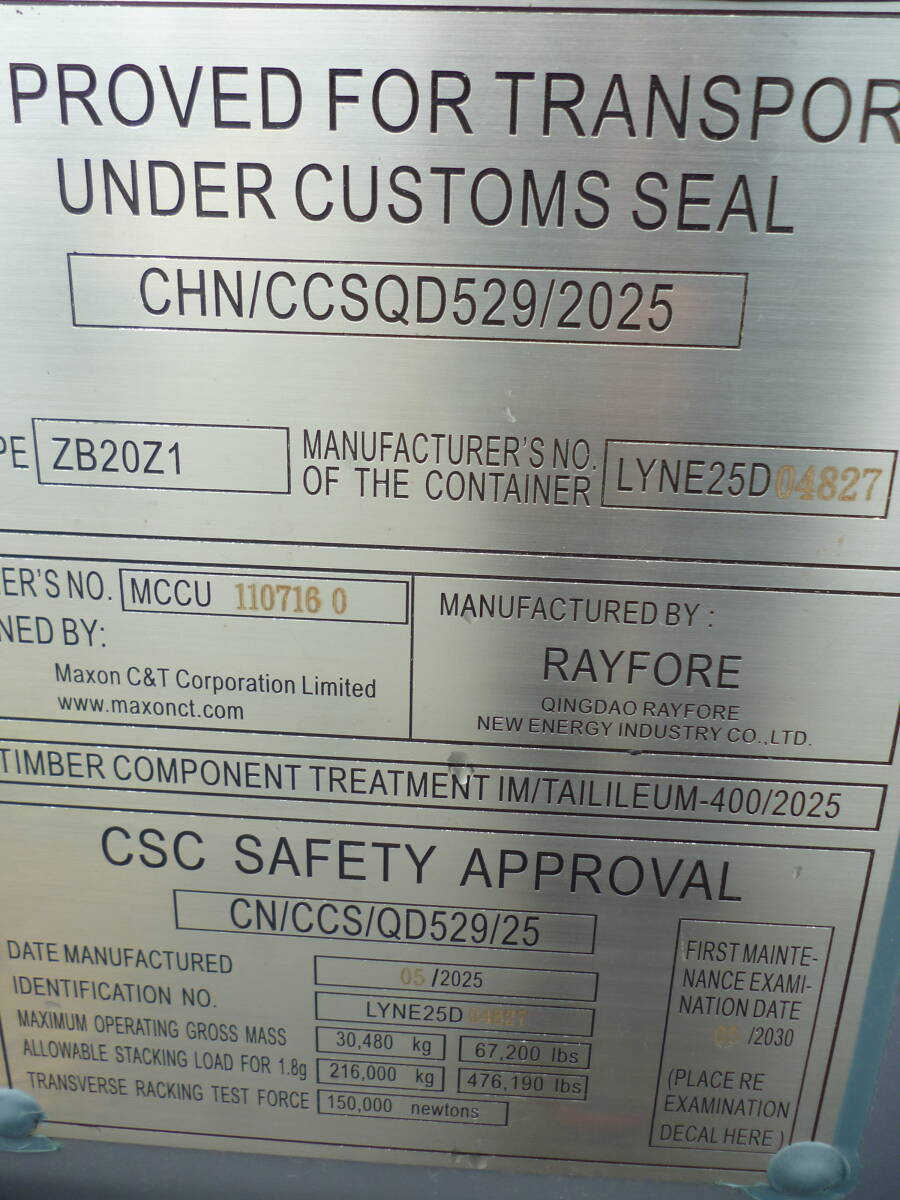 PROVED FOR TRANSPOR
UNDER CUSTOMS SEAL
CHN/CCSQD529/2025
PE ZB20Z1 MANUFACTURER'S NO. OF THE CONTAINER LYNE25D04827
ER'S NO. MCCU 110716 0
NED BY:
Maxon C&T Corporation Limited
www.maxonct.com
MANUFACTURED BY :
RAYFORE
QINGDAO RAYFORE
NEW ENERGY INDUSTRY CO.,LTD.
TIMBER COMPONENT TREATMENT IM/TAILILEUM-400/2025
CSC SAFETY APPROVAL
CN/CCS/QD529/25
DATE MANUFACTURED 05/2025
IDENTIFICATION NO. LYNE25D 04827
MAXIMUM OPERATING GROSS MASS 30,480 kg 67,200 lbs
ALLOWABLE STACKING LOAD FOR 1.8g 216,000 kg 476,190 lbs
TRANSVERSE RACKING TEST FORCE 150,000 newtons
FIRST MAINTE-
NANCE EXAMI-
NATION DATE
05 /2030
(PLACE RE
EXAMINATION
DECAL HERE )